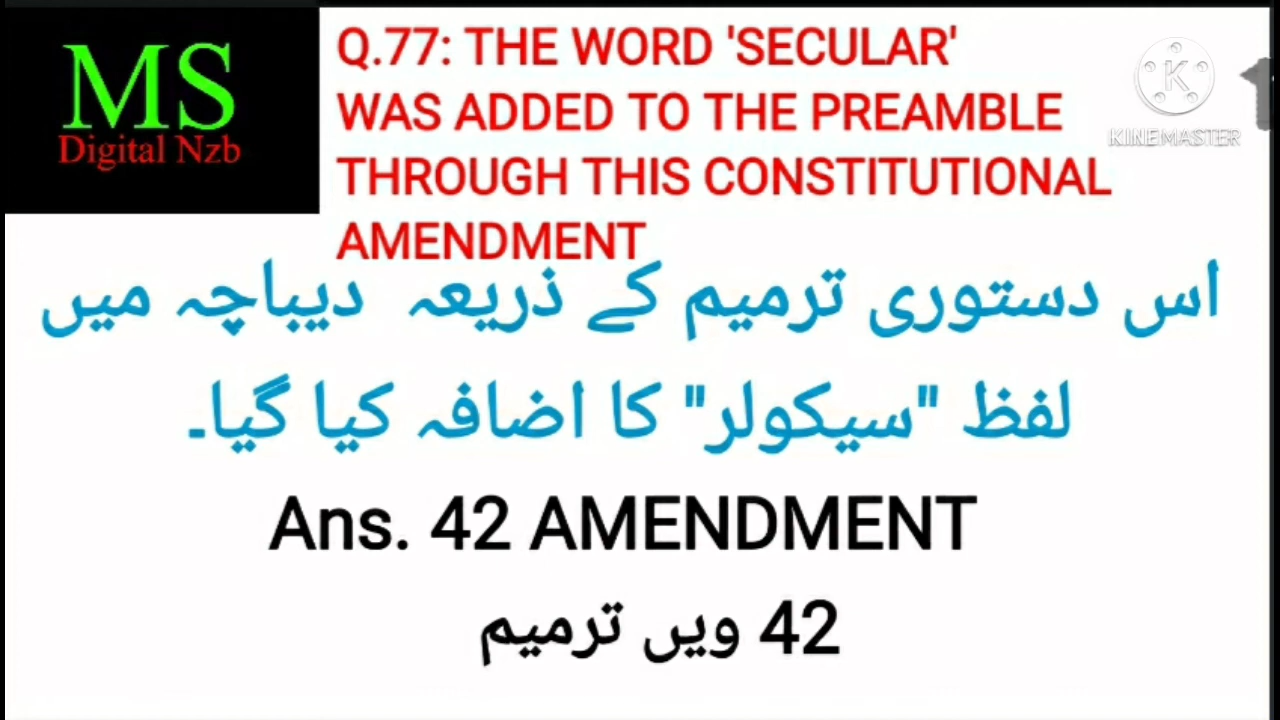 MS
Digital Nzb
Q.77: THE WORD 'SECULAR'
WAS ADDED TO THE PREAMBLE
THROUGH THIS CONSTITUTIONAL
AMENDMENT
KINEMASTER
اس دستوری ترمیم کے ذریعہ دیباچہ میں
لفظ "سیکولر" کا اضافہ کیا گیا۔
Ans. 42 AMENDMENT
42 ویں ترمیم